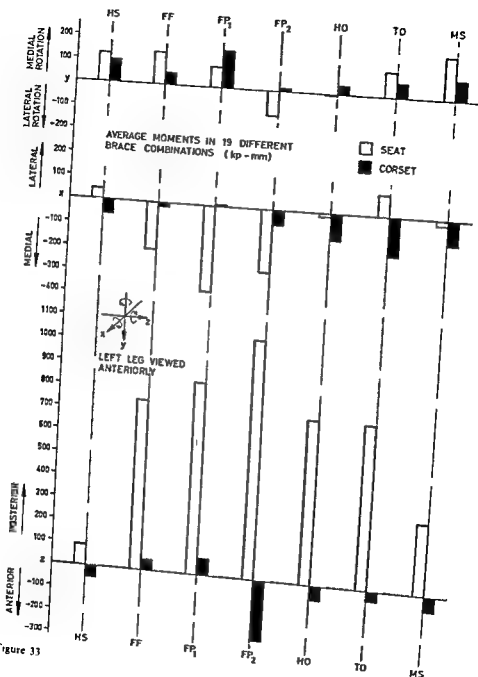 HS
FF
FP1
FP2
HO
TO
MS
MEDIAL
ROTATION
200
100
y
-100
-200
LATERAL
ROTATION
AVERAGE MOMENTS IN 19 DIFFERENT
BRACE COMBINATIONS (kp-mm)
SEAT
CORSET
LATERAL
200
100
x
-100
-200
-300
-400
MEDIAL
x
y
z
LEFT LEG VIEWED
ANTERIORLY
1100
1000
900
800
700
600
500
400
300
200
100
z
-100
-200
-300
POSTERIOR
ANTERIOR
HS
FF
FP1
FP2
HO
TO
MS
Figure 33